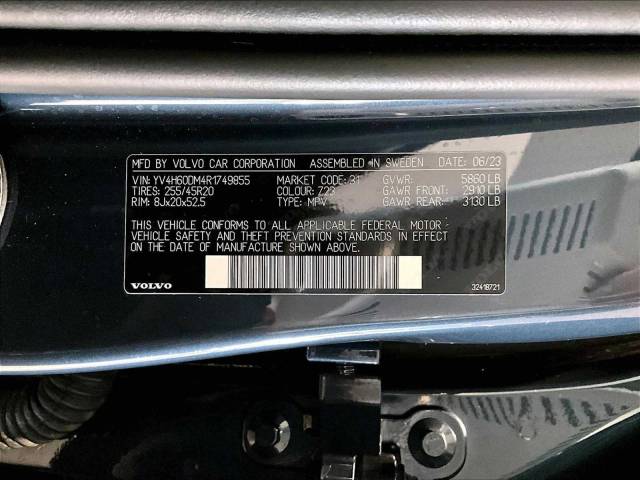 MFD BY VOLVO CAR CORPORATION ASSEMBLED IN SWEDEN DATE: 06/23
VIN: YV4H60DM4R1749855 MARKET CODE: 31 GVWR: 5860 LB
TIRES: 255/45R20 COLOUR: 723 GAWR FRONT: 2910 LB
RIM: 8Jx20x52,5 TYPE: MPV GAWR REAR: 3130 LB
THIS VEHICLE CONFORMS TO ALL APPLICABLE FEDERAL MOTOR
VEHICLE SAFETY AND THEFT PREVENTION STANDARDS IN EFFECT
ON THE DATE OF MANUFACTURE SHOWN ABOVE.
VOLVO 32418721